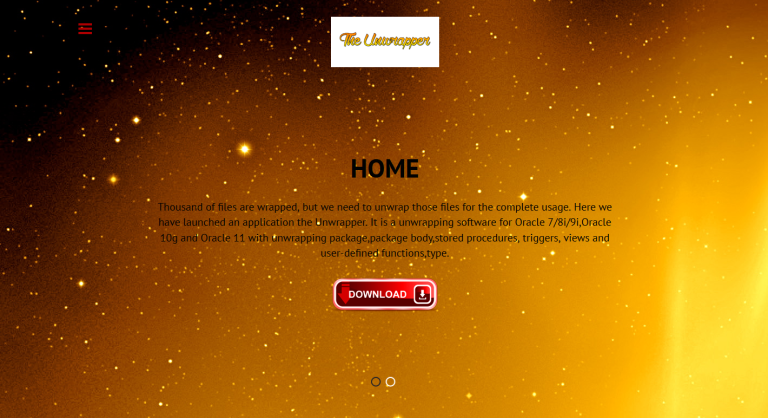 The Unwrapper
HOME
Thousand of files are wrapped, but we need to unwrap those files for the complete usage. Here we
have launched an application the Unwrapper. It is a unwrapping software for Oracle 7/8i/9i,Oracle
10g and Oracle 11 with unwrapping package,package body,stored procedures, triggers, views and
user-defined functions,type.
DOWNLOAD